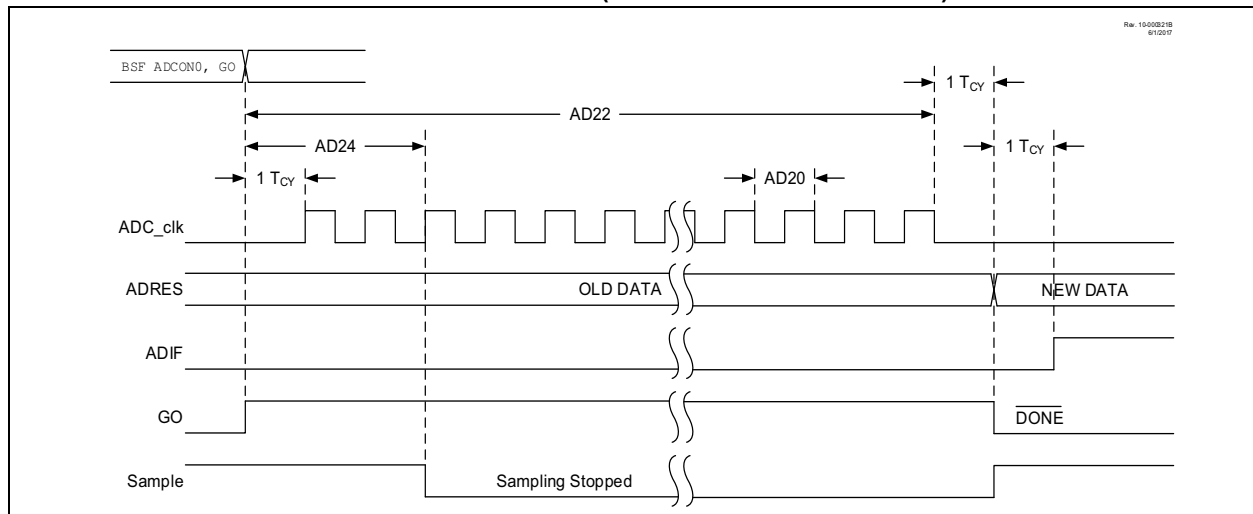 Rev. 10-000321B
6/1/2017
BSF ADCON0, GO
1 TCY
AD22
1 TCY
AD24
1 TCY
AD20
ADC_clk
ADRES
OLD DATA
NEW DATA
ADIF
GO
DONE
Sample
Sampling Stopped